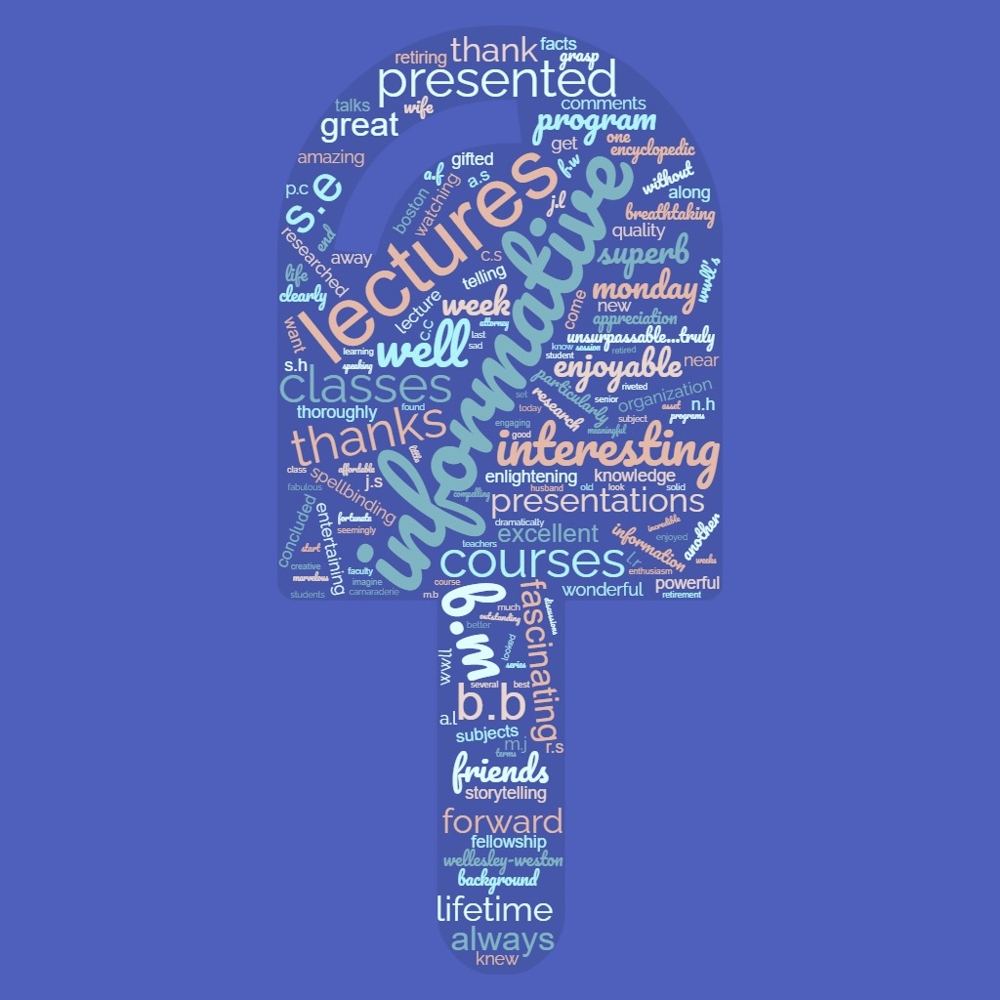 thank
facts
retiring
grasp
presented
talks
wife
comments
great
program
one
get
encyclopedic
amazing
gifted
f.w
a.f
a.s
without
p.c
s.e
boston
watching
lectures
along
j.l
breathtaking
informative
quality
end
researched
away
c.s
superb
life
telling
wwll's
clearly
lecture
week
monday
come
new
c.c
attorney
appreciation
want
well
last
sad
unsurpassable...truly
learning
know
session
retired
student
speaking
s.h
enjoyable
near
classes
particularly
riveted
set
research
senior
organization
thoroughly
found
today
asset
n.h
thanks
subject
programs
engaging
good
meaningful
little
interesting
class
affordable
j.s
enlightening
knowledge
fabulous
spellbinding
husband
old
look
solid
compelling
presentations
concluded
entertaining
fortunate
seemingly
dramatically
excellent
information
incredible
enjoyed
another
teachers
start
courses
l.r
weeks
creative
faculty
enthusiasm
marvelous
imagine
course
powerful
students
camaraderie
m.b
wonderful
retirement
w.g
much
outstanding
fascinating
discussions
better
looked
wwll
series
several
best
b.b
a.l
subjects
m.j
r.s
terms
friends
storytelling
forward
fellowship
wellesley-weston
background
lifetime
always
knew